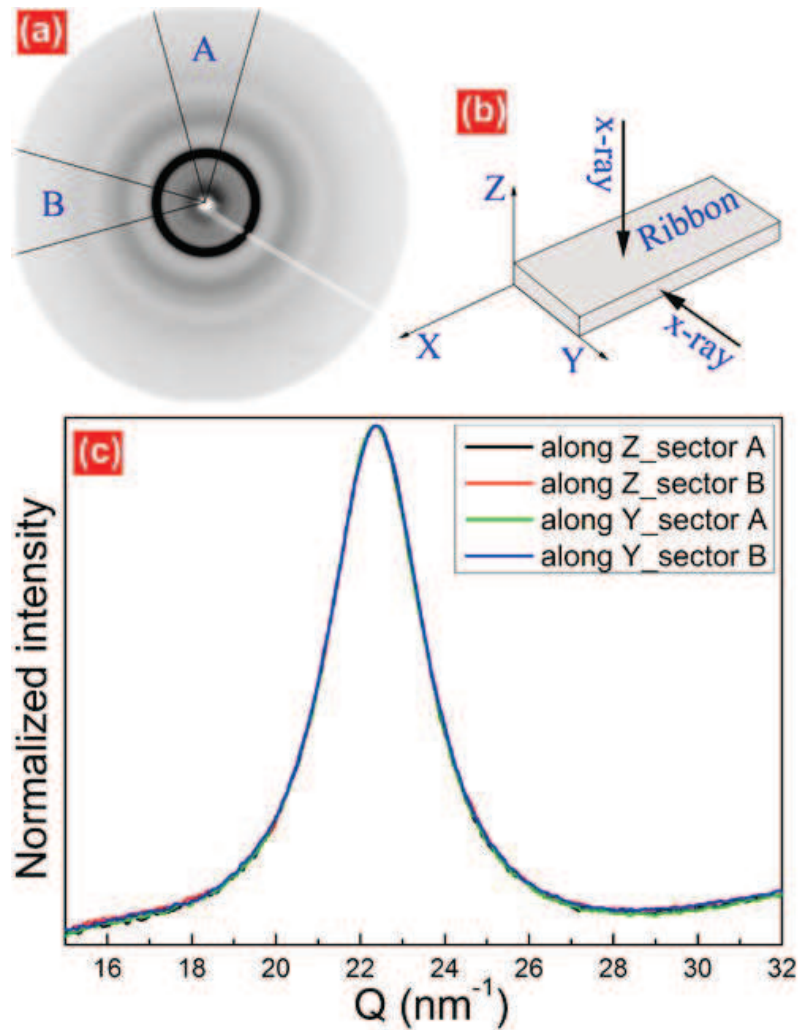 (a)
A
B
(b)
x-ray
Z
Ribbon
X
Y
x-ray
(c)
along Z_sector A
along Z_sector B
along Y_sector A
along Y_sector B
Normalized intensity
16 18 20 22 24 26 28 30 32
Q (nm⁻¹)